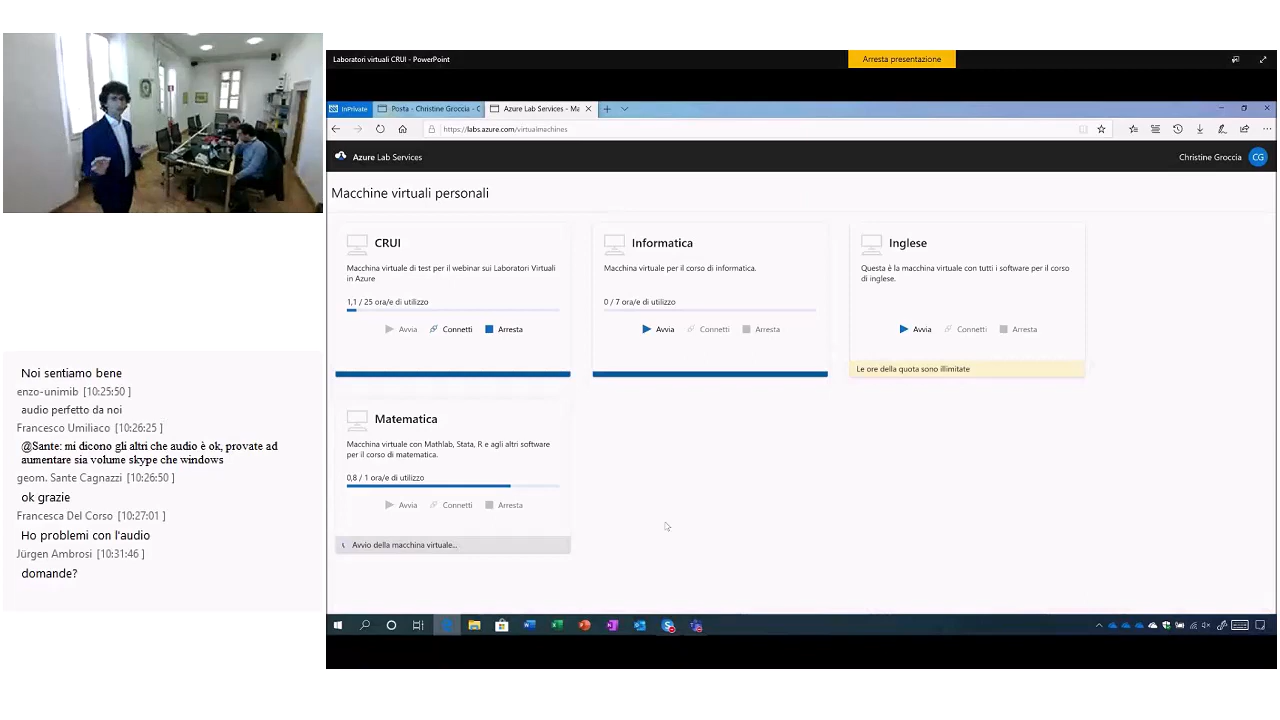 Laboratori virtuali CRUI - PowerPoint
Arresta presentazione
InPrivate
Posta - Christine Groccia - C
Azure Lab Services - Ma
https://labs.azure.com/virtualmachines
Azure Lab Services
Christine Groccia
CG
Macchine virtuali personali
CRUI
Macchina virtuale di test per il webinar sui Laboratori Virtuali
in Azure
1,1 / 25 ora/e di utilizzo
Avvia
Connetti
Arresta
Informatica
Macchina virtuale per il corso di informatica.
0 / 7 ora/e di utilizzo
Avvia
Connetti
Arresta
Inglese
Questa è la macchina virtuale con tutti i software per il corso
di inglese.
Avvia
Connetti
Arresta
Le ore della quota sono illimitate
Matematica
Macchina virtuale con Mathlab, Stata, R e agli altri software
per il corso di matematica.
0,8 / 1 ora/e di utilizzo
Avvia
Connetti
Arresta
Avvio della macchina virtuale...
Noi sentiamo bene
enzo-unimib [10:25:50 ]
audio perfetto da noi
Francesco Umiliaco [10:26:25 ]
@Sante: mi dicono gli altri che audio è ok, provate ad
aumentare sia volume skype che windows
geom. Sante Cagnazzi [10:26:50 ]
ok grazie
Francesca Del Corso [10:27:01 ]
Ho problemi con l'audio
Jürgen Ambrosi [10:31:46 ]
domande?